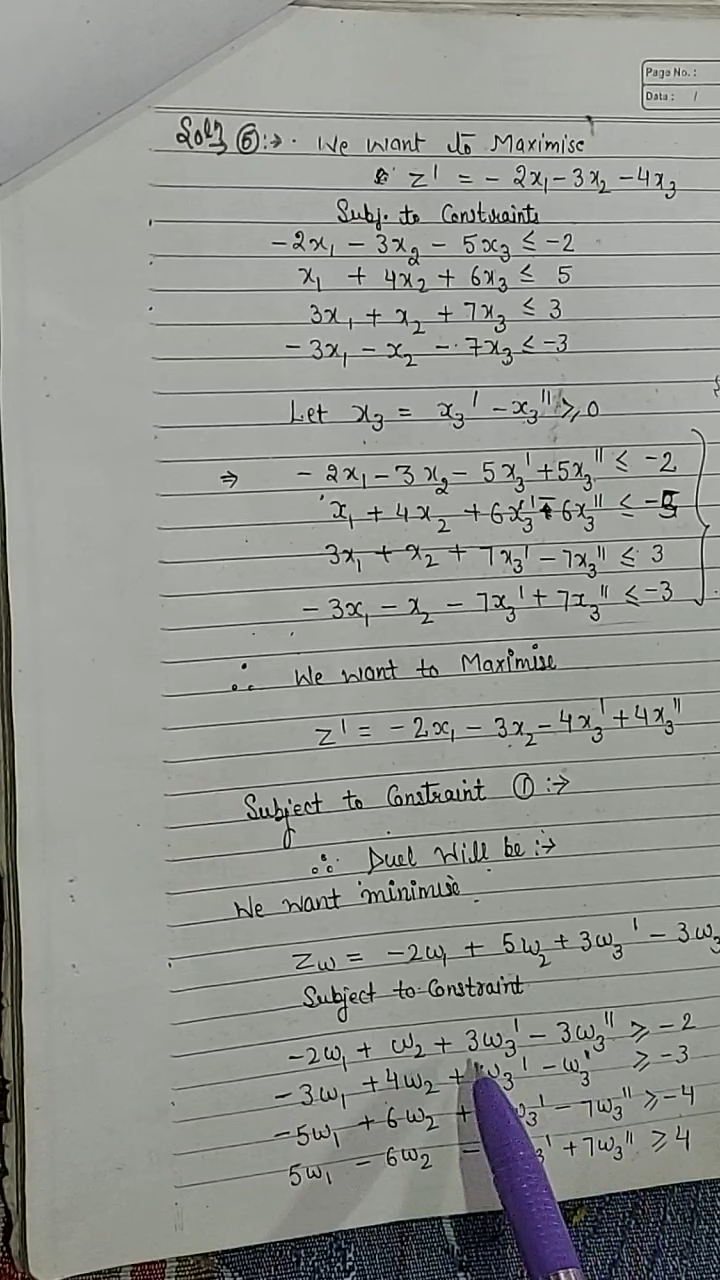 Page No. :
Date : /
Soln ⑥:→ We want to Maximise
z' = - 2x₁ - 3x₂ - 4x₃
Subj. to Constraints
-2x₁ - 3x₂ - 5x₃ ≤ -2
x₁ + 4x₂ + 6x₃ ≤ 5
3x₁ + x₂ + 7x₃ ≤ 3
- 3x₁ - x₂ - 7x₃ ≤ -3
Let x₃ = x₃' - x₃'' ≥ 0
⇒ - 2x₁ - 3x₂ - 5x₃' + 5x₃'' ≤ -2
x₁ + 4x₂ + 6x₃' - 6x₃'' ≤ 5
3x₁ + x₂ + 7x₃' - 7x₃'' ≤ 3
- 3x₁ - x₂ - 7x₃' + 7x₃'' ≤ -3
∴ We want to Maximise
z' = - 2x₁ - 3x₂ - 4x₃' + 4x₃''
Subject to Constraint ① :→
∴ Duel Will be :→
We want minimise
Zw = -2w₁ + 5w₂ + 3w₃' - 3w₃
Subject to Constraint
-2w₁ + w₂ + 3w₃' - 3w₃'' ≥ -2
-3w₁ + 4w₂ + w₃' - w₃' ≥ -3
-5w₁ + 6w₂ + w₃' - 7w₃'' ≥ -4
5w₁ - 6w₂ - ₃' + 7w₃'' ≥ 4